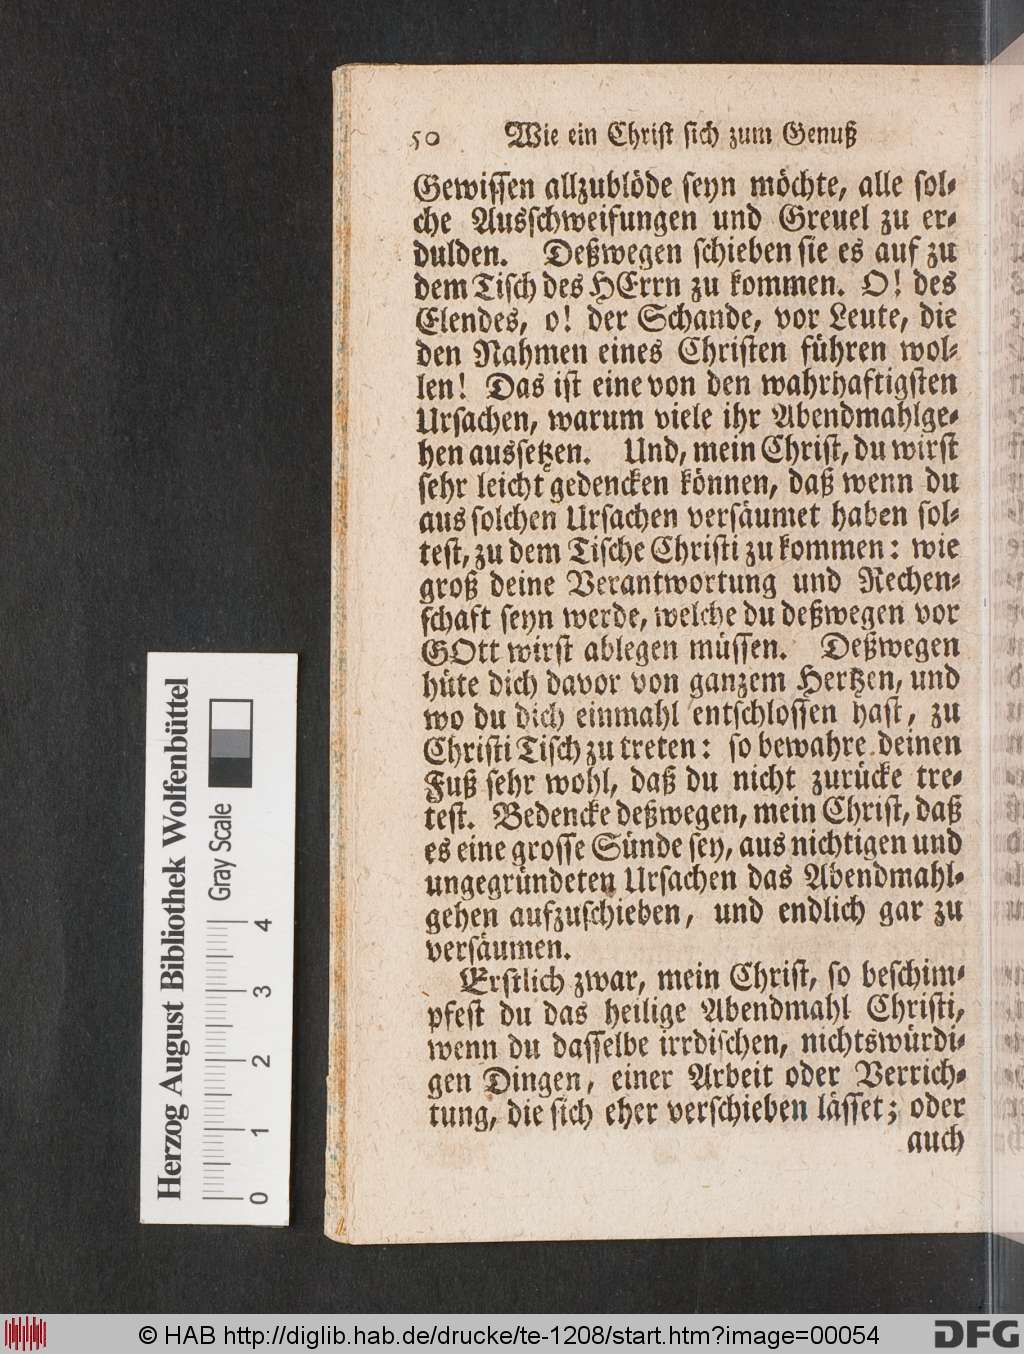 50 Wie ein Christ sich zum Genuß
Gewissen allzublöde seyn möchte, alle sol-
che Ausschweifungen und Greuel zu er-
dulden. Deßwegen schieben sie es auf zu
dem Tisch des HErrn zu kommen. O! des
Elendes, o! der Schande, vor Leute, die
den Nahmen eines Christen führen wol-
len! Das ist eine von den wahrhaftigsten
Ursachen, warum viele ihr Abendmahlge-
hen aussetzen. Und, mein Christ, du wirst
sehr leicht gedencken können, daß wenn du
aus solchen Ursachen versäumet haben sol-
test, zu dem Tische Christi zu kommen: wie
groß deine Verantwortung und Rechen-
schaft seyn werde, welche du deßwegen vor
GOtt wirst ablegen müssen. Deßwegen
hüte dich davor von ganzem Hertzen, und
wo du dich einmahl entschlossen hast, zu
Christi Tisch zu treten: so bewahre deinen
Fuß sehr wohl, daß du nicht zurücke tre-
test. Bedencke deßwegen, mein Christ, daß
es eine grosse Sünde sey, aus nichtigen und
ungegründeten Ursachen das Abendmahl-
gehen aufzuschieben, und endlich gar zu
versäumen.
Erstlich zwar, mein Christ, so beschim-
pfest du das heilige Abendmahl Christi,
wenn du dasselbe irrdischen, nichtswürdi-
gen Dingen, einer Arbeit oder Verrich-
tung, die sich eher verschieben lässet; oder
auch
Herzog August Bibliothek Wolfenbüttel
Gray Scale
0 1 2 3 4
© HAB http://diglib.hab.de/drucke/te-1208/start.htm?image=00054
DFG